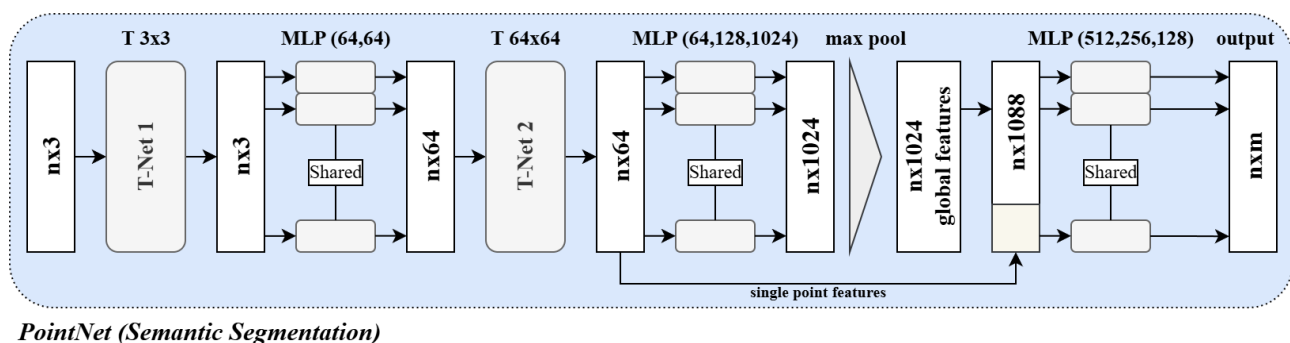 T 3x3
MLP (64,64)
T 64x64
MLP (64,128,1024)
max pool
MLP (512,256,128)
output
nx3
T-Net 1
nx3
Shared
nx64
T-Net 2
nx64
Shared
nx1024
nx1024
global features
nx1088
Shared
nxm
single point features
PointNet (Semantic Segmentation)